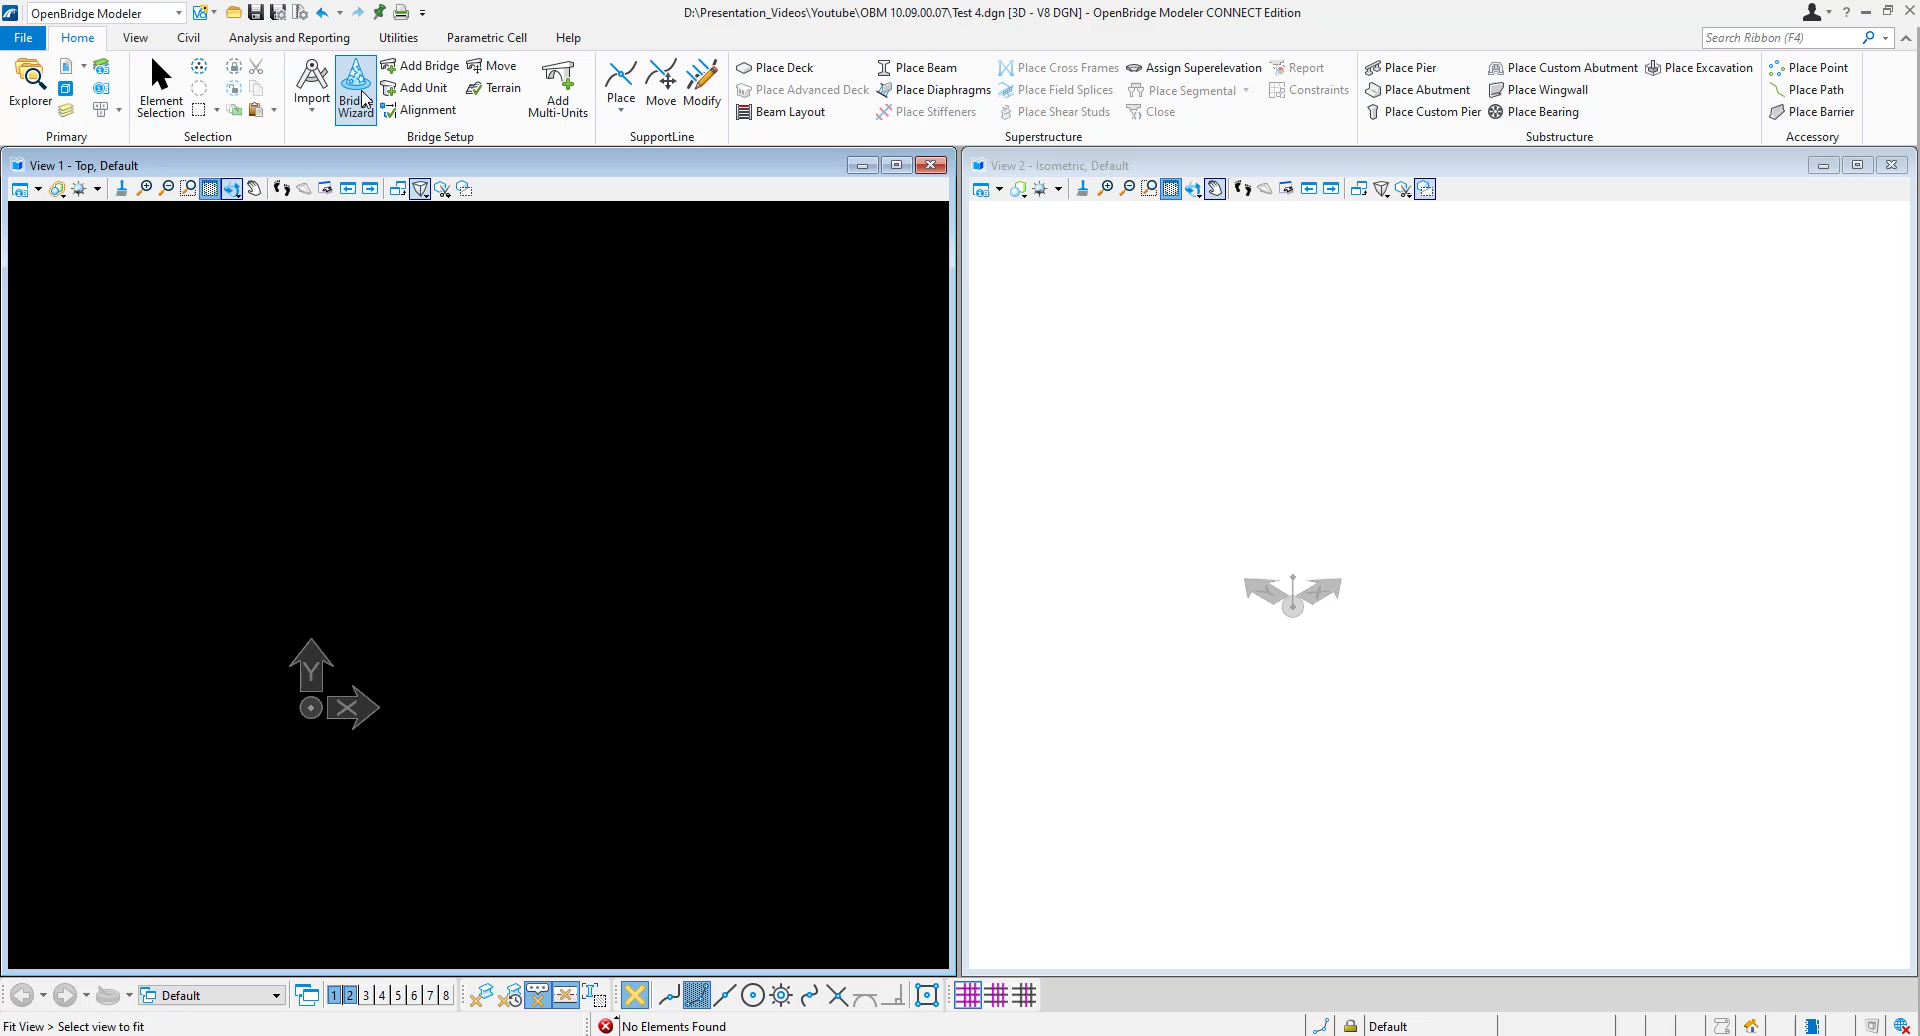 OpenBridge Modeler
D:\Presentation_Videos\Youtube\OBM 10.09.00.07\Test 4.dgn [3D - V8 DGN] - OpenBridge Modeler CONNECT Edition
File Home View Civil Analysis and Reporting Utilities Parametric Cell Help
Search Ribbon (F4)
Explorer
Element Selection
Import
Bridge Wizard
Add Bridge
Add Unit
Alignment
Move
Terrain
Add Multi-Units
Place
Move
Modify
Place Deck
Place Advanced Deck
Beam Layout
Place Beam
Place Diaphragms
Place Stiffeners
Place Cross Frames
Place Field Splices
Place Shear Studs
Assign Superelevation
Place Segmental
Close
Report
Constraints
Place Pier
Place Abutment
Place Custom Pier
Place Custom Abutment
Place Wingwall
Place Bearing
Place Excavation
Place Point
Place Path
Place Barrier
Primary
Selection
Bridge Setup
SupportLine
Superstructure
Substructure
Accessory
View 1 - Top, Default
View 2 - Isometric, Default
Y
X
Default
1 2 3 4 5 6 7 8
Fit View > Select view to fit
No Elements Found
Default